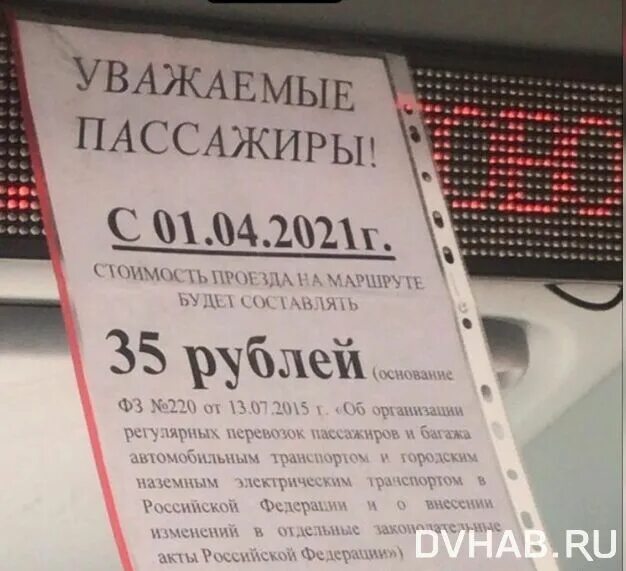 УВАЖАЕМЫЕ
ПАССАЖИРЫ!
С 01.04.2021г.
СТОИМОСТЬ ПРОЕЗДА НА МАРШРУТЕ
БУДЕТ СОСТАВЛЯТЬ
35 рублей (основание
ФЗ №220 от 13.07.2015 г. «Об организации
регулярных перевозок пассажиров и багажа
автомобильным транспортом и городским
наземным электрическим транспортом в
Российской Федерации и о внесении
изменений в отдельные законодательные
акты Российской Федерации»)
DVHAB.RU